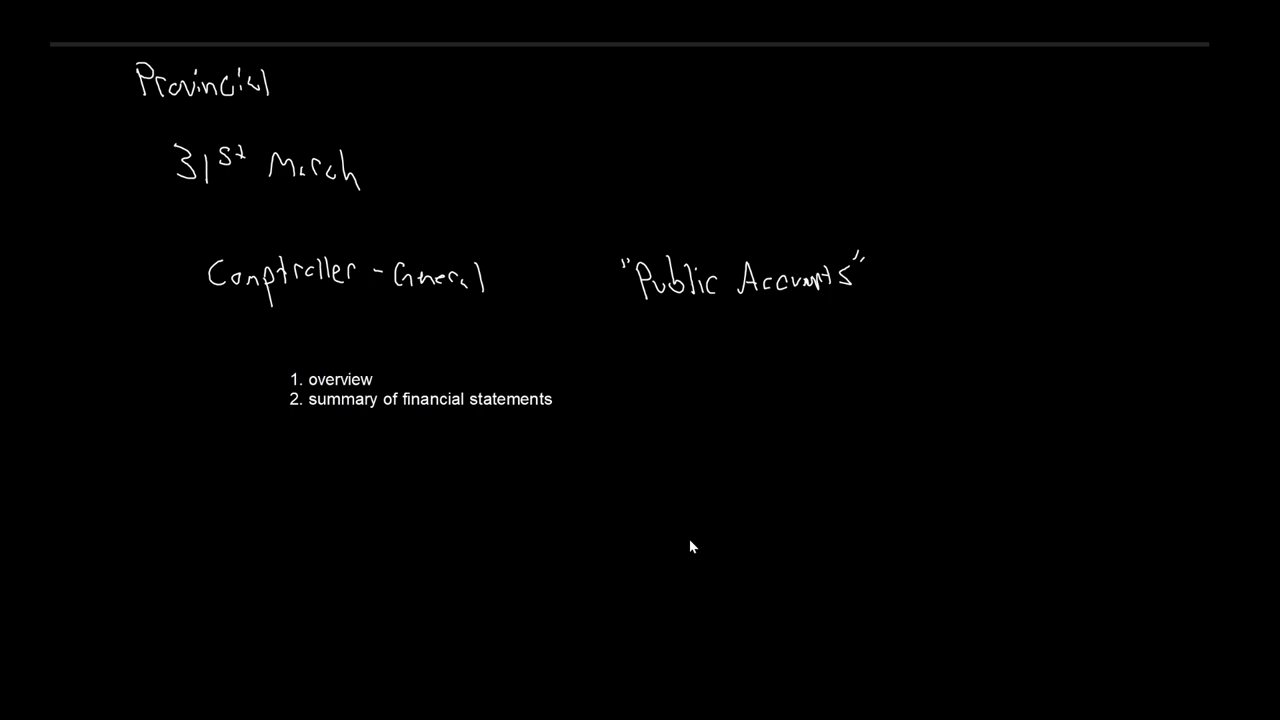 Provincial
31st March
Comptroller - General "Public Accounts"
1. overview
2. summary of financial statements